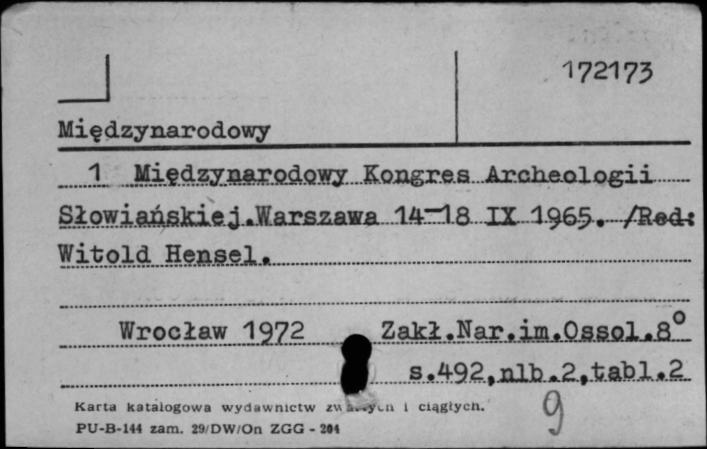 172173
Międzynarodowy
1 Międzynarodowy Kongres Archeologii
Słowiańskiej.Warszawa 14-18 IX 1965. /Red:
Witold Hensel.
Wrocław 1972 Zakł.Nar.im.Ossol.8°
s.492,nlb.2,tabl.2
Karta katalogowa wydawnictw i ciągłych.
9
PU-B-144 zam. 29/DW/On ZGG - 204